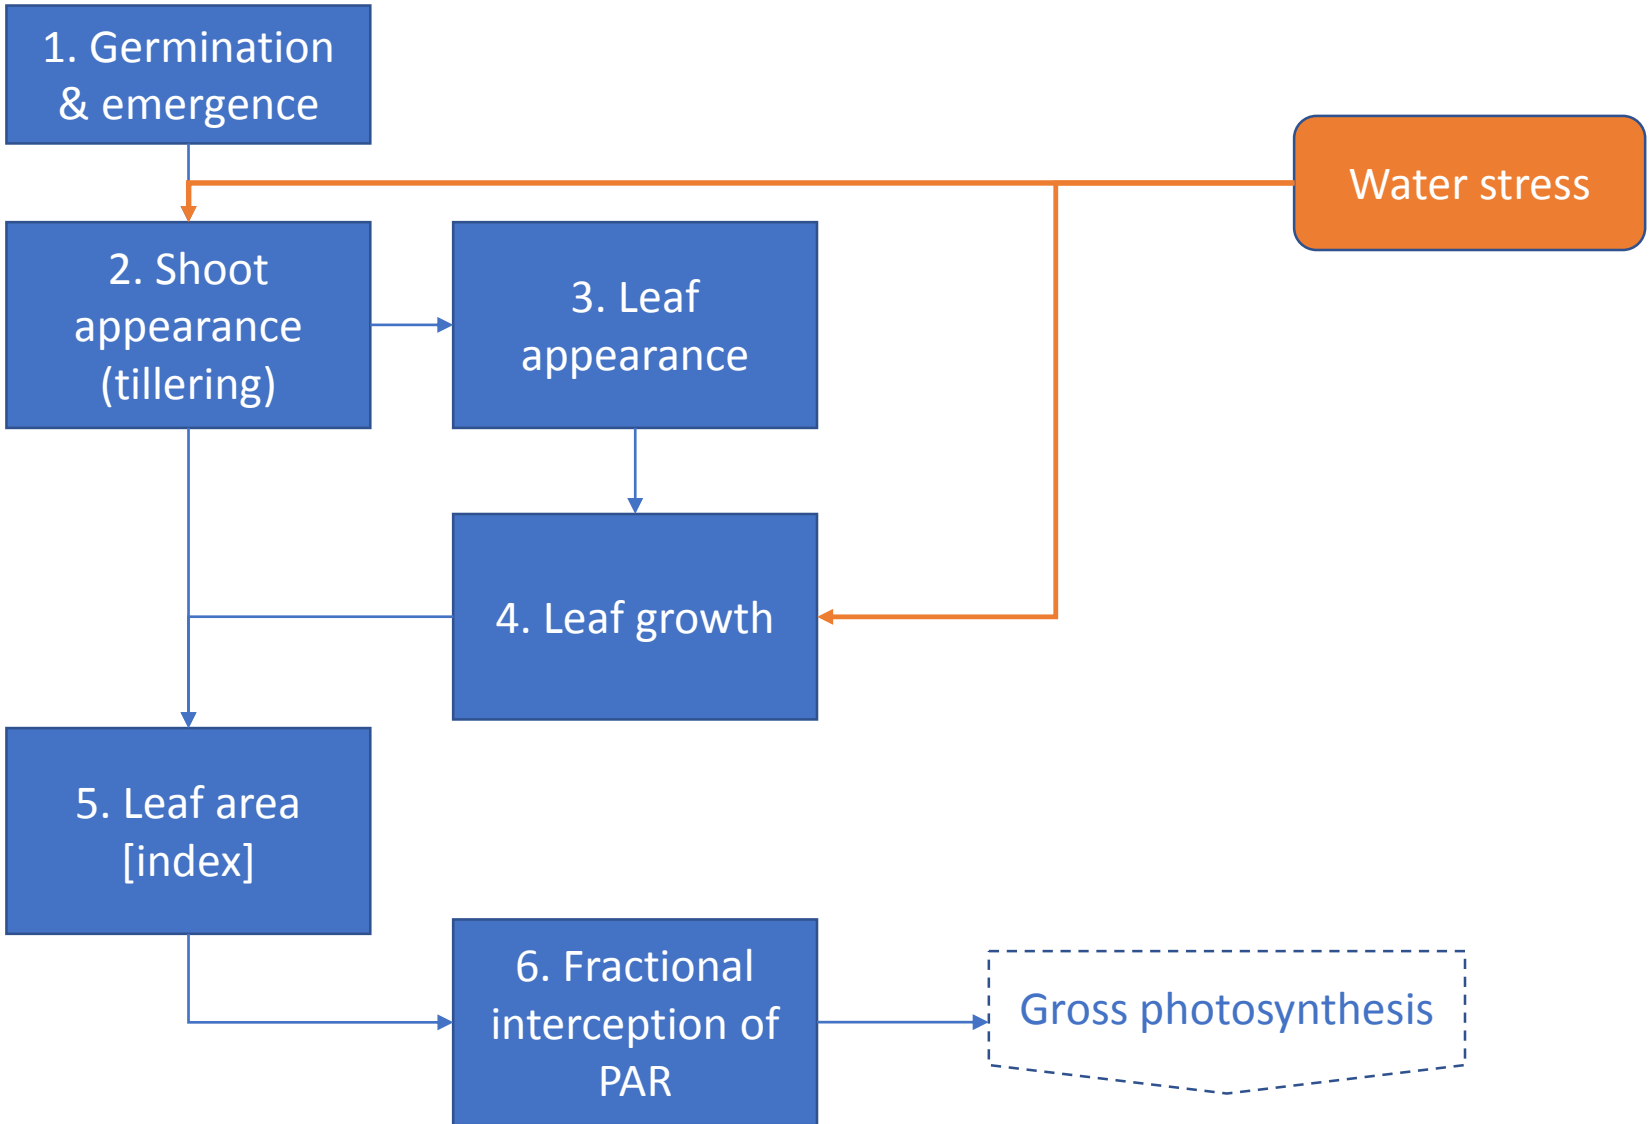 1. Germination
& emergence
Water stress
2. Shoot
appearance
(tillering)
3. Leaf
appearance
4. Leaf growth
5. Leaf area
[index]
6. Fractional
interception of
PAR
Gross photosynthesis